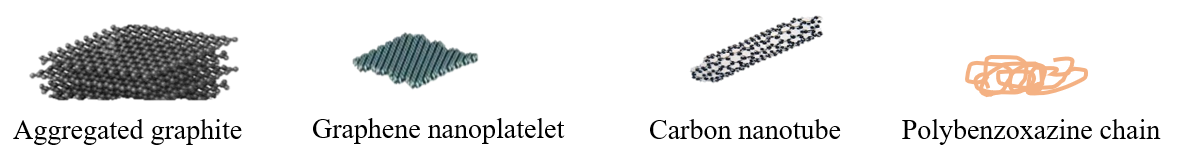 Aggregated graphite
Graphene nanoplatelet
Carbon nanotube
Polybenzoxazine chain